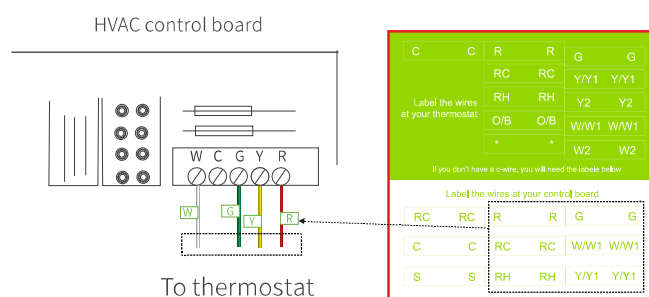 HVAC control board
W C G Y R
W G Y R
To thermostat
C C R R G G
RC RC Y/Y1 Y/Y1
Label the wires
at your thermostat
RH RH Y2 Y2
O/B O/B W/W1 W/W1
* * W2 W2
If you don't have a c-wire, you will need the labele below
Label the wires at your control board
RC RC R R G G
C C RC RC W/W1 W/W1
S S RH RH Y/Y1 Y/Y1